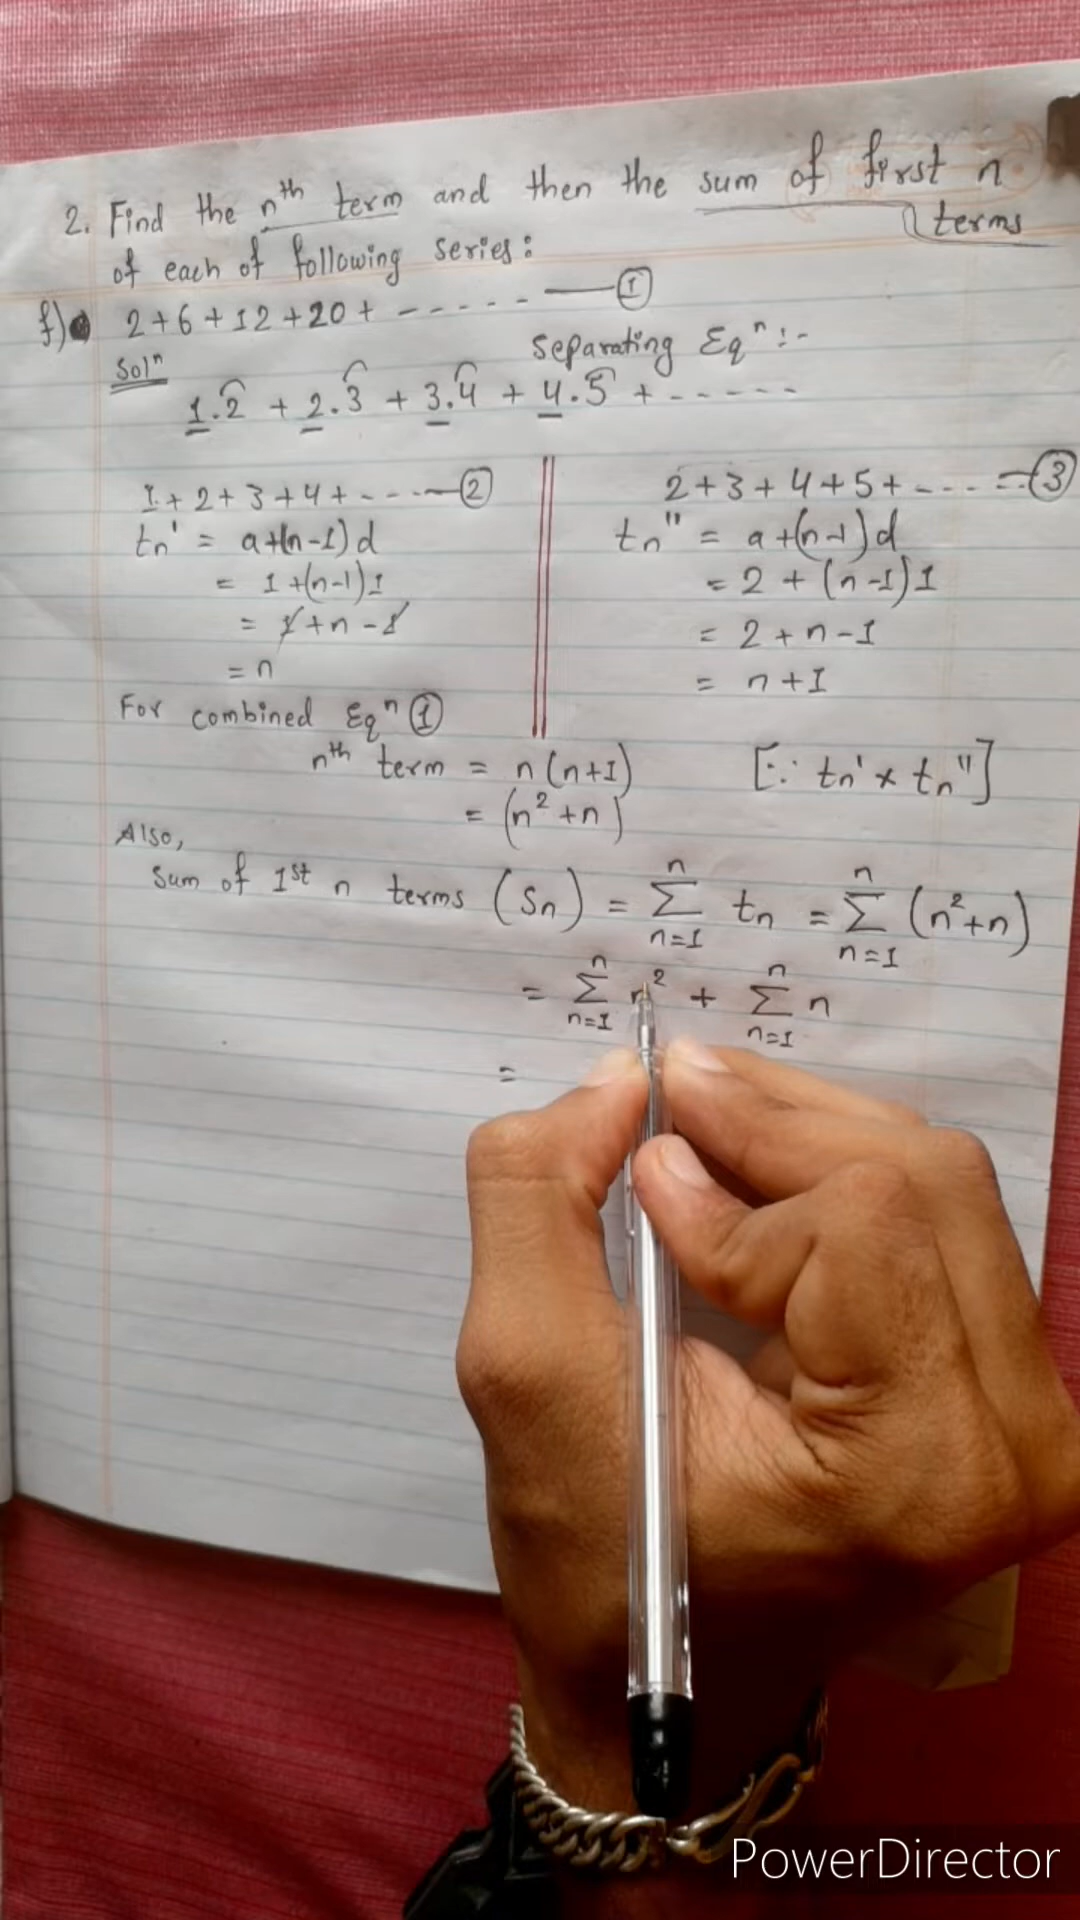 2. Find the nth term and then the sum of first n terms
of each of following series:
f) 2+6+12+20+ ----- —①
Solⁿ
Separating Eqⁿ :-
1.2 + 2.3 + 3.4 + 4.5 + -----
1+2+3+4+---—②
tn' = a+(n-1)d
= 1+(n-1)1
= 1+n-1
= n
2+3+4+5+---=③
tn" = a+(n-1)d
= 2+(n-1)1
= 2+n-1
= n+1
For combined Eqⁿ ①
nth term = n(n+1) [∵ tn' × tn"]
= (n²+n)
Also,
Sum of 1st n terms (Sn) = n Σ n=1 tn = n Σ n=1 (n²+n)
= n Σ n=1 n² + n Σ n=1 n
=
PowerDirector